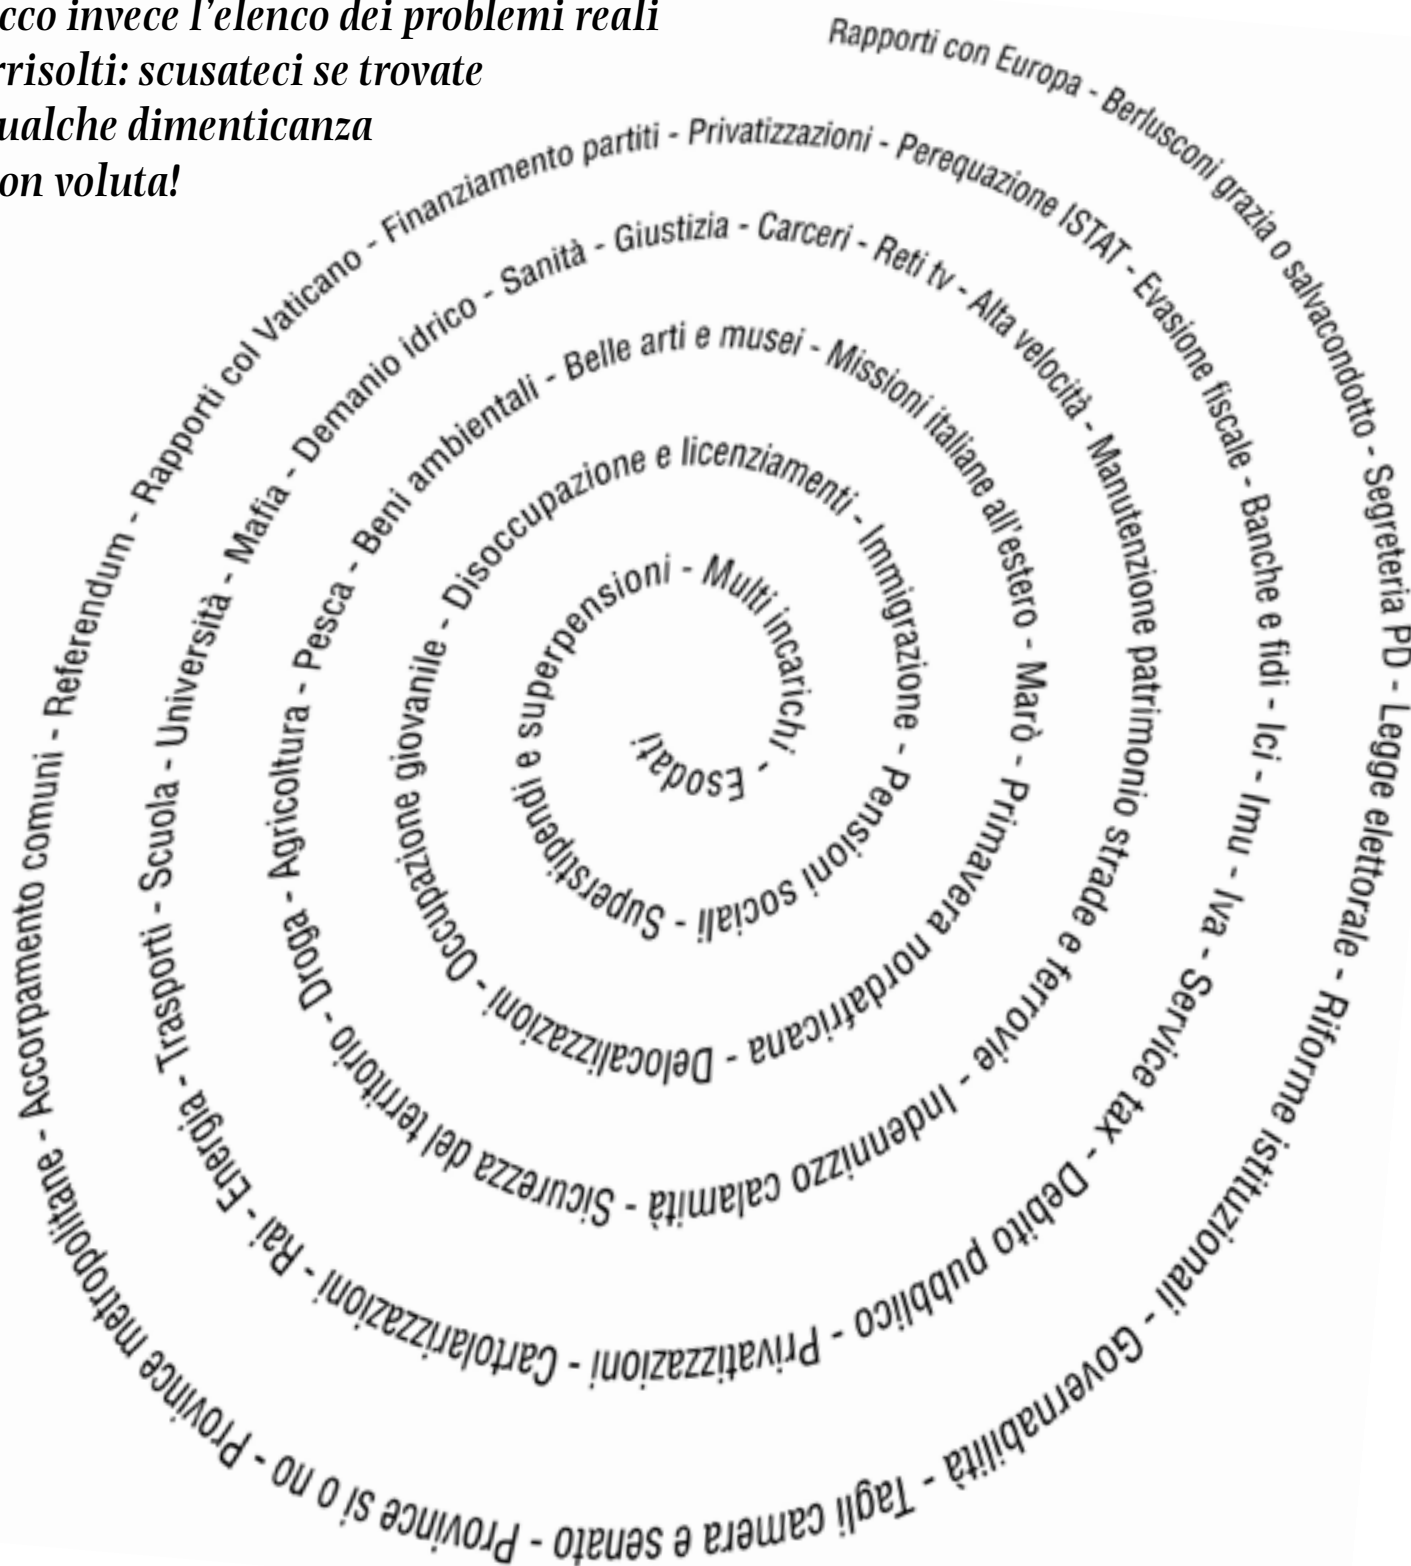 cco invece l'elenco dei problemi reali
rrisolti: scusateci se trovate
ualche dimenticanza
on voluta!
Rapporti con Europa - Berlusconi grazia o salvacondotto - Segreteria PD - Legge elettorale - Riforme istituzionali - Governabilità - Tagli camera e senato - Province si o no - Province metropolitane - Accorpamento comuni - Referendum - Rapporti col Vaticano - Finanziamento partiti - Privatizzazioni - Perequazione ISTAT - Evasione fiscale - Banche e fidi - Ici - Imu - Iva - Service tax - Debito pubblico - Privatizzazioni - Cartolarizzazioni - Rai - Energia - Trasporti - Scuola - Università - Mafia - Demanio idrico - Sanità - Giustizia - Carceri - Reti tv - Alta velocità - Manutenzione patrimonio strade e ferrovie - Indennizzo calamità - Sicurezza del territorio - Droga - Agricoltura - Pesca - Beni ambientali - Belle arti e musei - Missioni italiane all'estero - Marò - Primavera nordafricana - Delocalizzazioni - Occupazione giovanile - Disoccupazione e licenziamenti - Immigrazione - Pensioni sociali - Superstipendi e superpensioni - Multi incarichi - Esodati